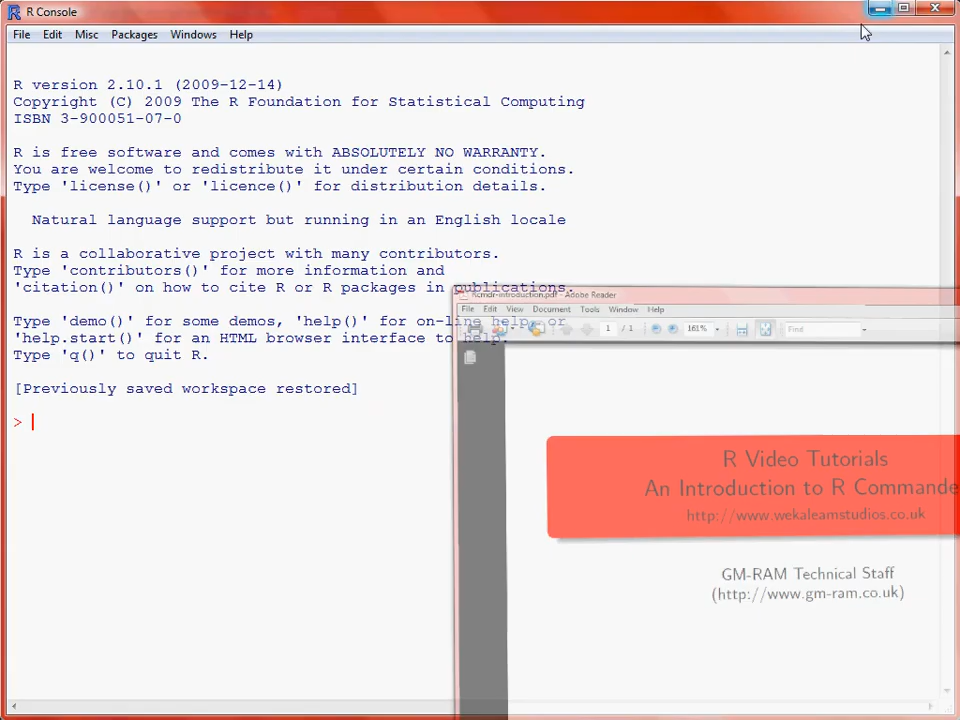 R Console
File Edit Misc Packages Windows Help
R version 2.10.1 (2009-12-14)
Copyright (C) 2009 The R Foundation for Statistical Computing
ISBN 3-900051-07-0
R is free software and comes with ABSOLUTELY NO WARRANTY.
You are welcome to redistribute it under certain conditions.
Type 'license()' or 'licence()' for distribution details.
Natural language support but running in an English locale
R is a collaborative project with many contributors.
Type 'contributors()' for more information and
'citation()' on how to cite R or R packages in publications.
Type 'demo()' for some demos, 'help()' for on-line help, or
'help.start()' for an HTML browser interface to help.
Type 'q()' to quit R.
[Previously saved workspace restored]
>
Rcmdr-introduction.pdf - Adobe Reader
File Edit View Document Tools Window Help
1 / 1 161% Find
R Video Tutorials
An Introduction to R Commande
http://www.wekaleamstudios.co.uk
GM-RAM Technical Staff
(http://www.gm-ram.co.uk)